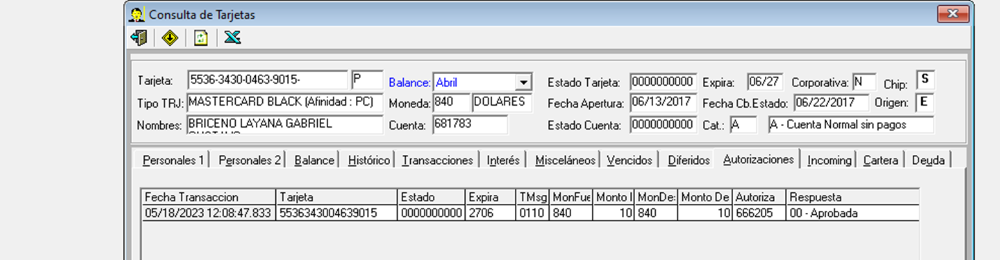 Consulta de Tarjetas
Tarjeta: 5536-3430-0463-9015- P Balance: Abril Estado Tarjeta: 0000000000 Expira: 06/27 Corporativa: N Chip: S
Tipo TRJ: MASTERCARD BLACK (Afinidad : PC) Moneda: 840 DOLARES Fecha Apertura: 06/13/2017 Fecha Cb.Estado: 06/22/2017 Origen: E
Nombres: BRICENO LAYANA GABRIEL Cuenta: 681783 Estado Cuenta: 0000000000 Cat.: A A - Cuenta Normal sin pagos
Personales 1 Personales 2 Balance Histórico Transacciones Interés Misceláneos Vencidos Diferidos Autorizaciones Incoming Cartera Deuda
Fecha Transaccion Tarjeta Estado Expira TMsg MonFue Monto I MonDe: Monto De Autoriza Respuesta
05/18/2023 12:08:47.833 5536343004639015 0000000000 2706 0110 840 10 840 10 666205 00 - Aprobada